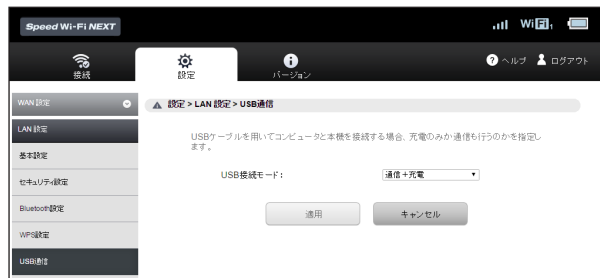 Speed Wi-Fi NEXT
Wi Fi 1
接続
設定
バージョン
? ヘルプ ログアウト
WAN 設定
設定 > LAN 設定 > USB通信
LAN 設定
USBケーブルを用いてコンピュータと本機を接続する場合、充電のみか通信も行うのかを指定し
ます。
基本設定
USB接続モード:
通信+充電
セキュリティ設定
Bluetooth設定
適用
キャンセル
WPS設定
USB通信